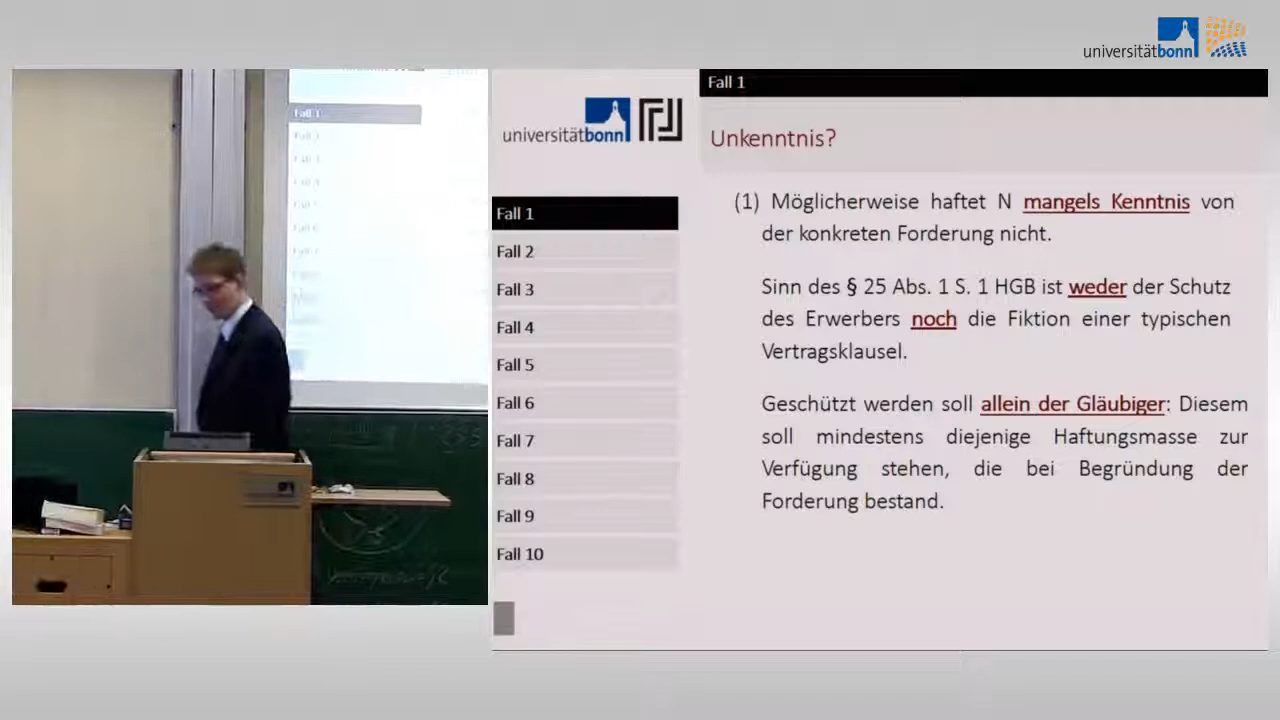 universitätbonn
Fall 1
universitätbonn
Unkenntnis?
(1) Möglicherweise haftet N mangels Kenntnis von
der konkreten Forderung nicht.
Sinn des § 25 Abs. 1 S. 1 HGB ist weder der Schutz
des Erwerbers noch die Fiktion einer typischen
Vertragsklausel.
Geschützt werden soll allein der Gläubiger: Diesem
soll mindestens diejenige Haftungsmasse zur
Verfügung stehen, die bei Begründung der
Forderung bestand.
Fall 1
Fall 2
Fall 3
Fall 4
Fall 5
Fall 6
Fall 7
Fall 8
Fall 9
Fall 10
Fall 1